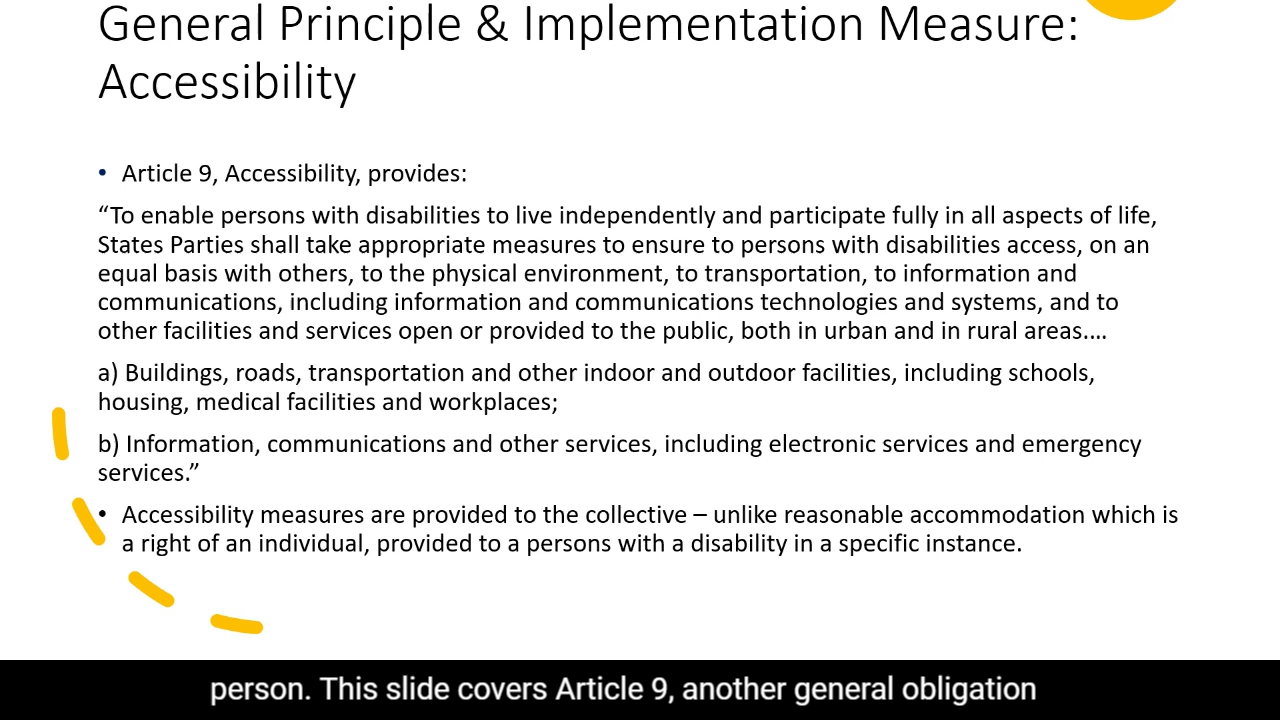 General Principle & Implementation Measure:
Accessibility
• Article 9, Accessibility, provides:
“To enable persons with disabilities to live independently and participate fully in all aspects of life,
States Parties shall take appropriate measures to ensure to persons with disabilities access, on an
equal basis with others, to the physical environment, to transportation, to information and
communications, including information and communications technologies and systems, and to
other facilities and services open or provided to the public, both in urban and in rural areas....
a) Buildings, roads, transportation and other indoor and outdoor facilities, including schools,
housing, medical facilities and workplaces;
b) Information, communications and other services, including electronic services and emergency
services.”
• Accessibility measures are provided to the collective – unlike reasonable accommodation which is
a right of an individual, provided to a persons with a disability in a specific instance.
person. This slide covers Article 9, another general obligation